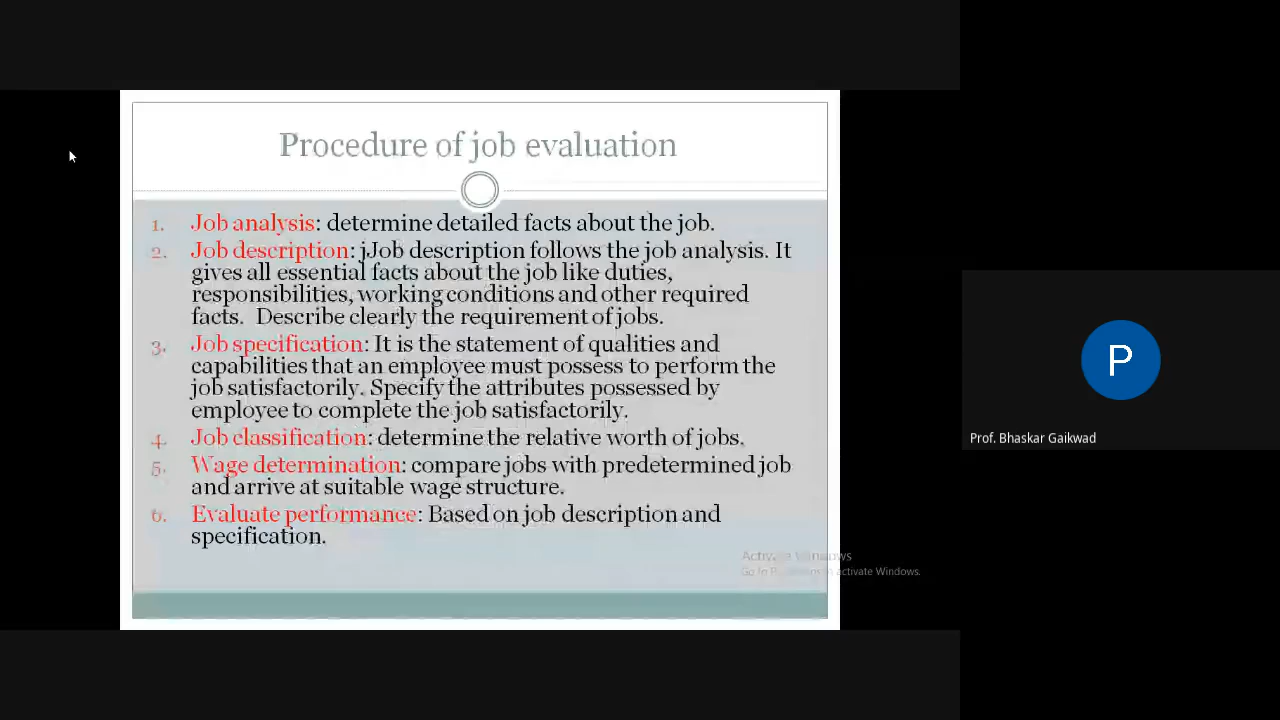 Procedure of job evaluation
1. Job analysis: determine detailed facts about the job.
2. Job description: jJob description follows the job analysis. It
gives all essential facts about the job like duties,
responsibilities, working conditions and other required
facts. Describe clearly the requirement of jobs.
3. Job specification: It is the statement of qualities and
capabilities that an employee must possess to perform the
job satisfactorily. Specify the attributes possessed by
employee to complete the job satisfactorily.
4. Job classification: determine the relative worth of jobs.
5. Wage determination: compare jobs with predetermined job
and arrive at suitable wage structure.
6. Evaluate performance: Based on job description and
specification.
Activate Windows
Go to activate Windows.
P
Prof. Bhaskar Gaikwad